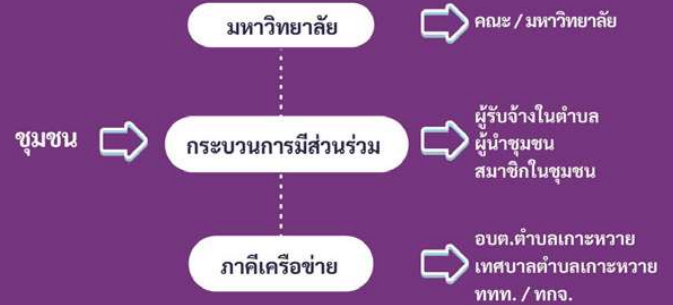 มหาวิทยาลัย
คณะ / มหาวิทยาลัย
ชุมชน
กระบวนการมีส่วนร่วม
ผู้รับจ้างในตำบล
ผู้นำชุมชน
สมาชิกในชุมชน
ภาคีเครือข่าย
อบต.ตำบลเกาะหวาย
เทศบาลตำบลเกาะหวาย
ททท. / ทกจ.